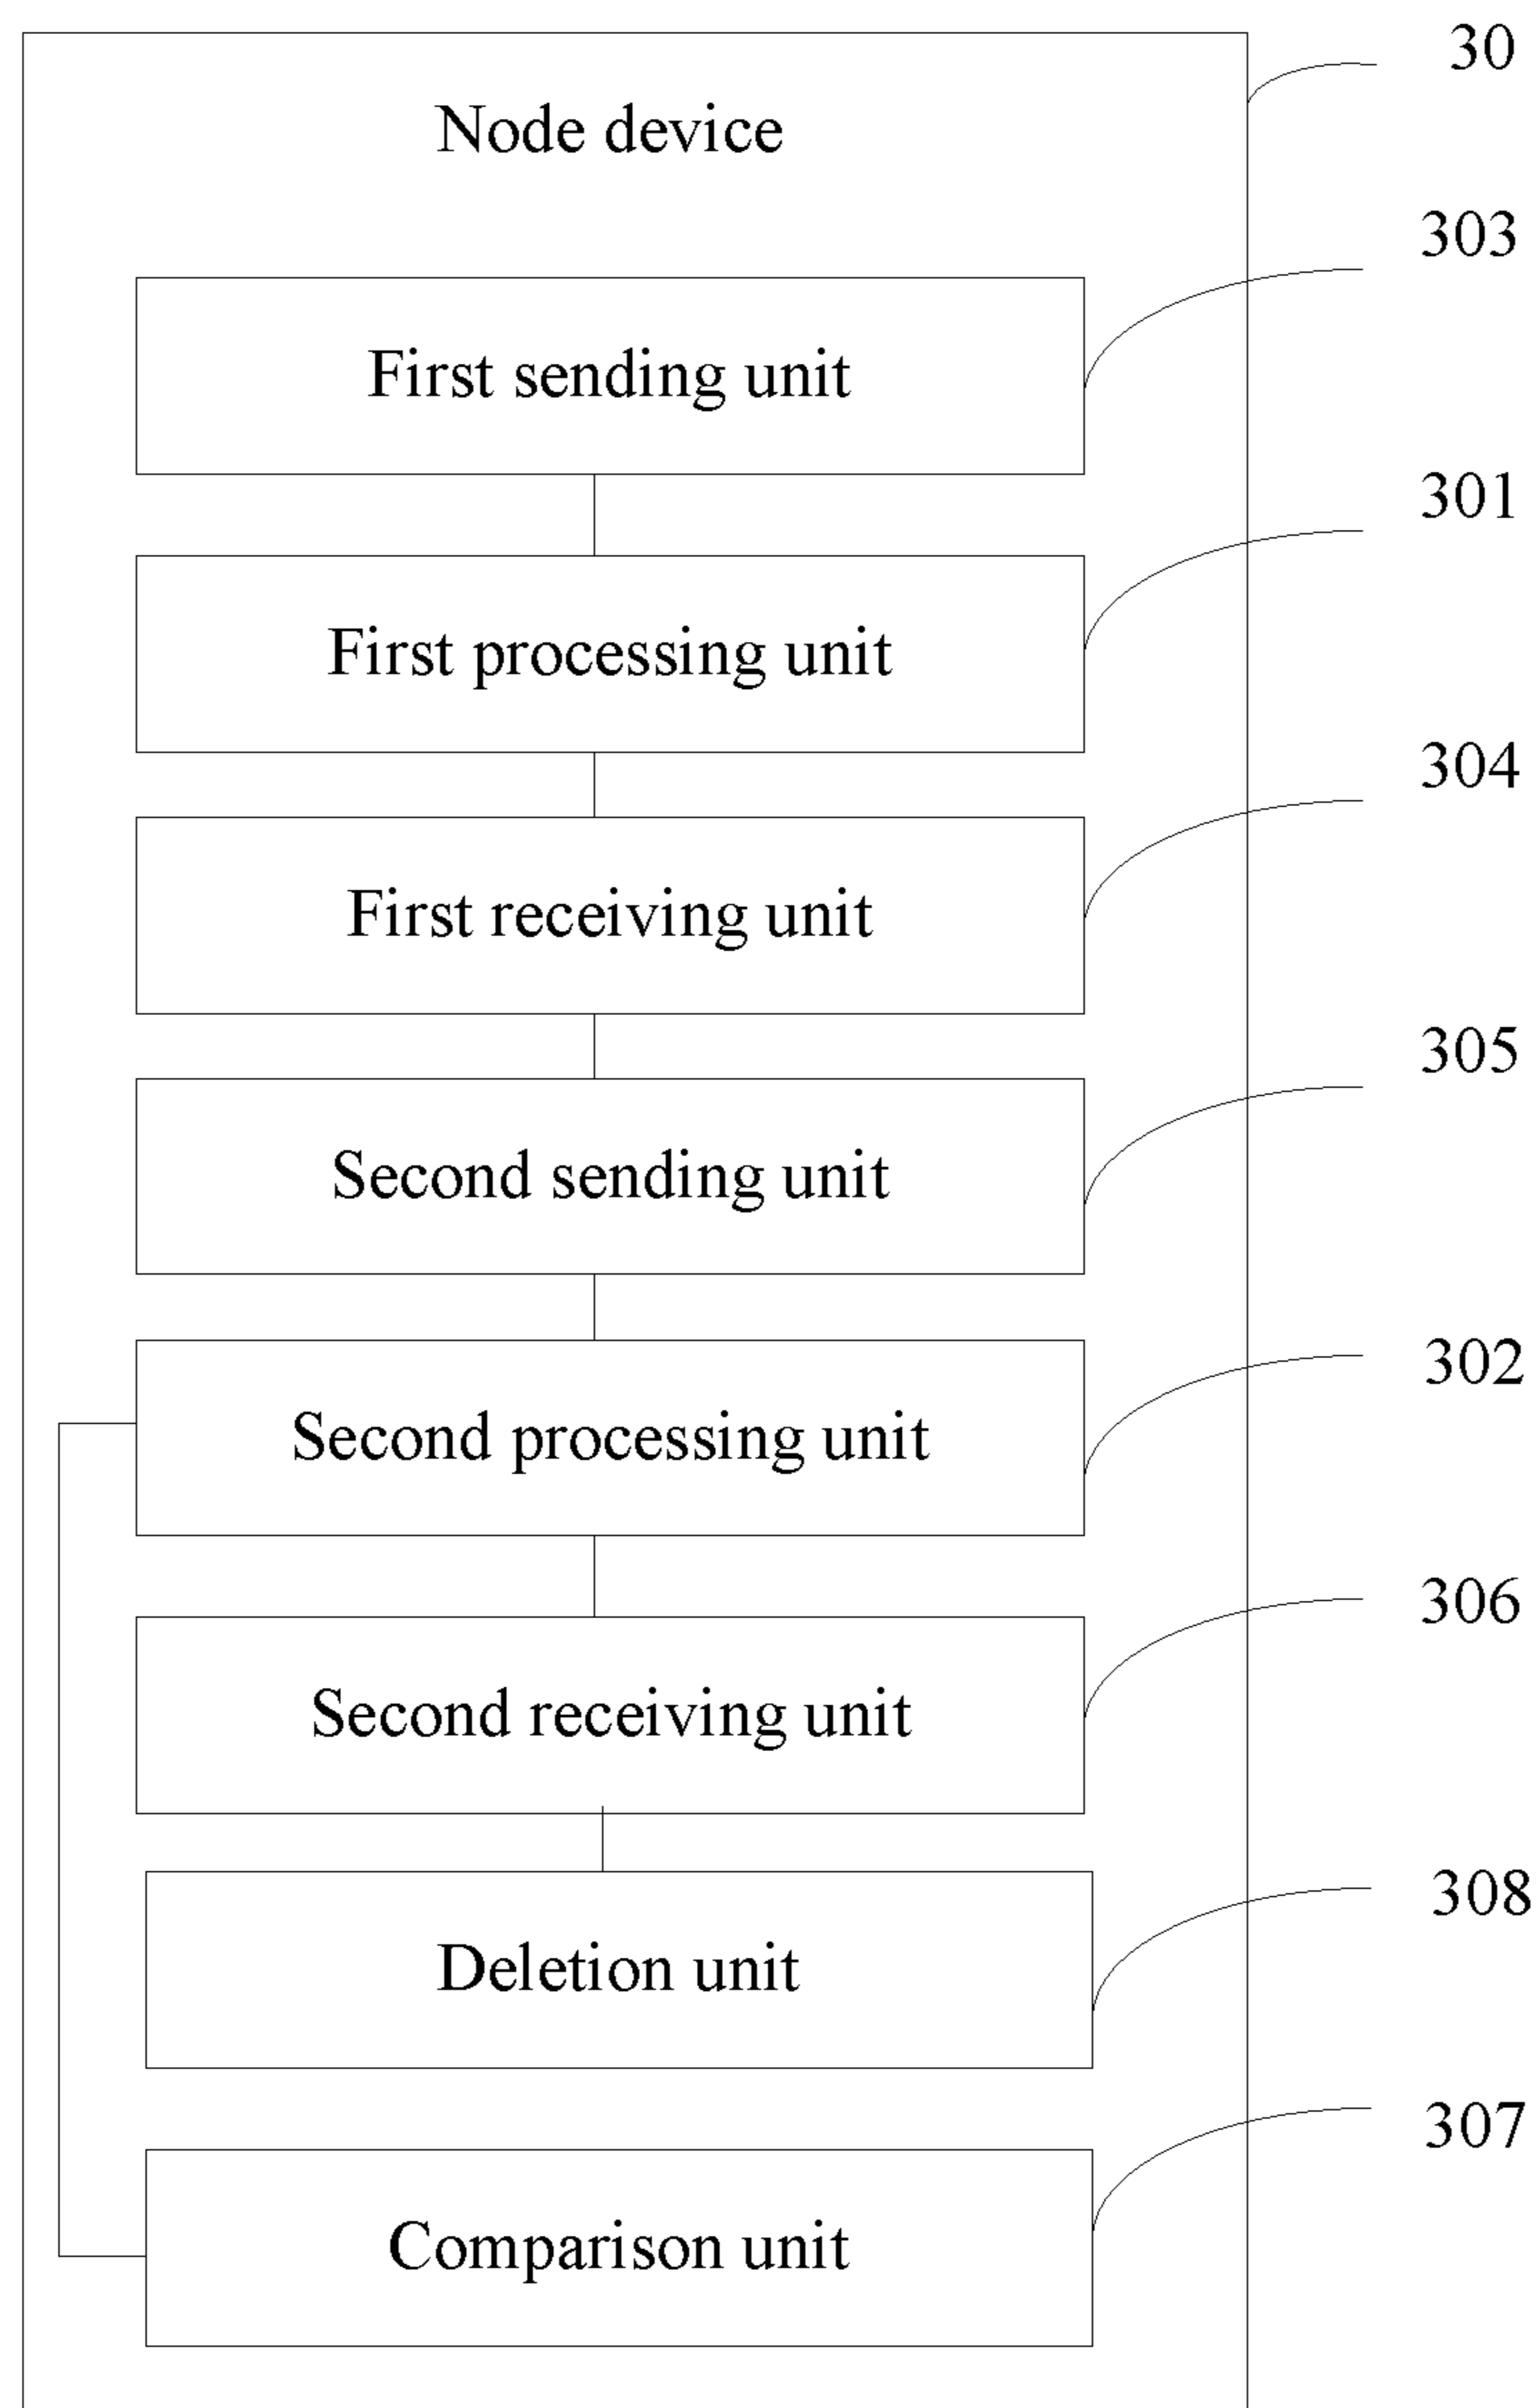 30
Node device
303
First sending unit
301
First processing unit
304
First receiving unit
305
Second sending unit
302
Second processing unit
306
Second receiving unit
308
Deletion unit
307
Comparison unit